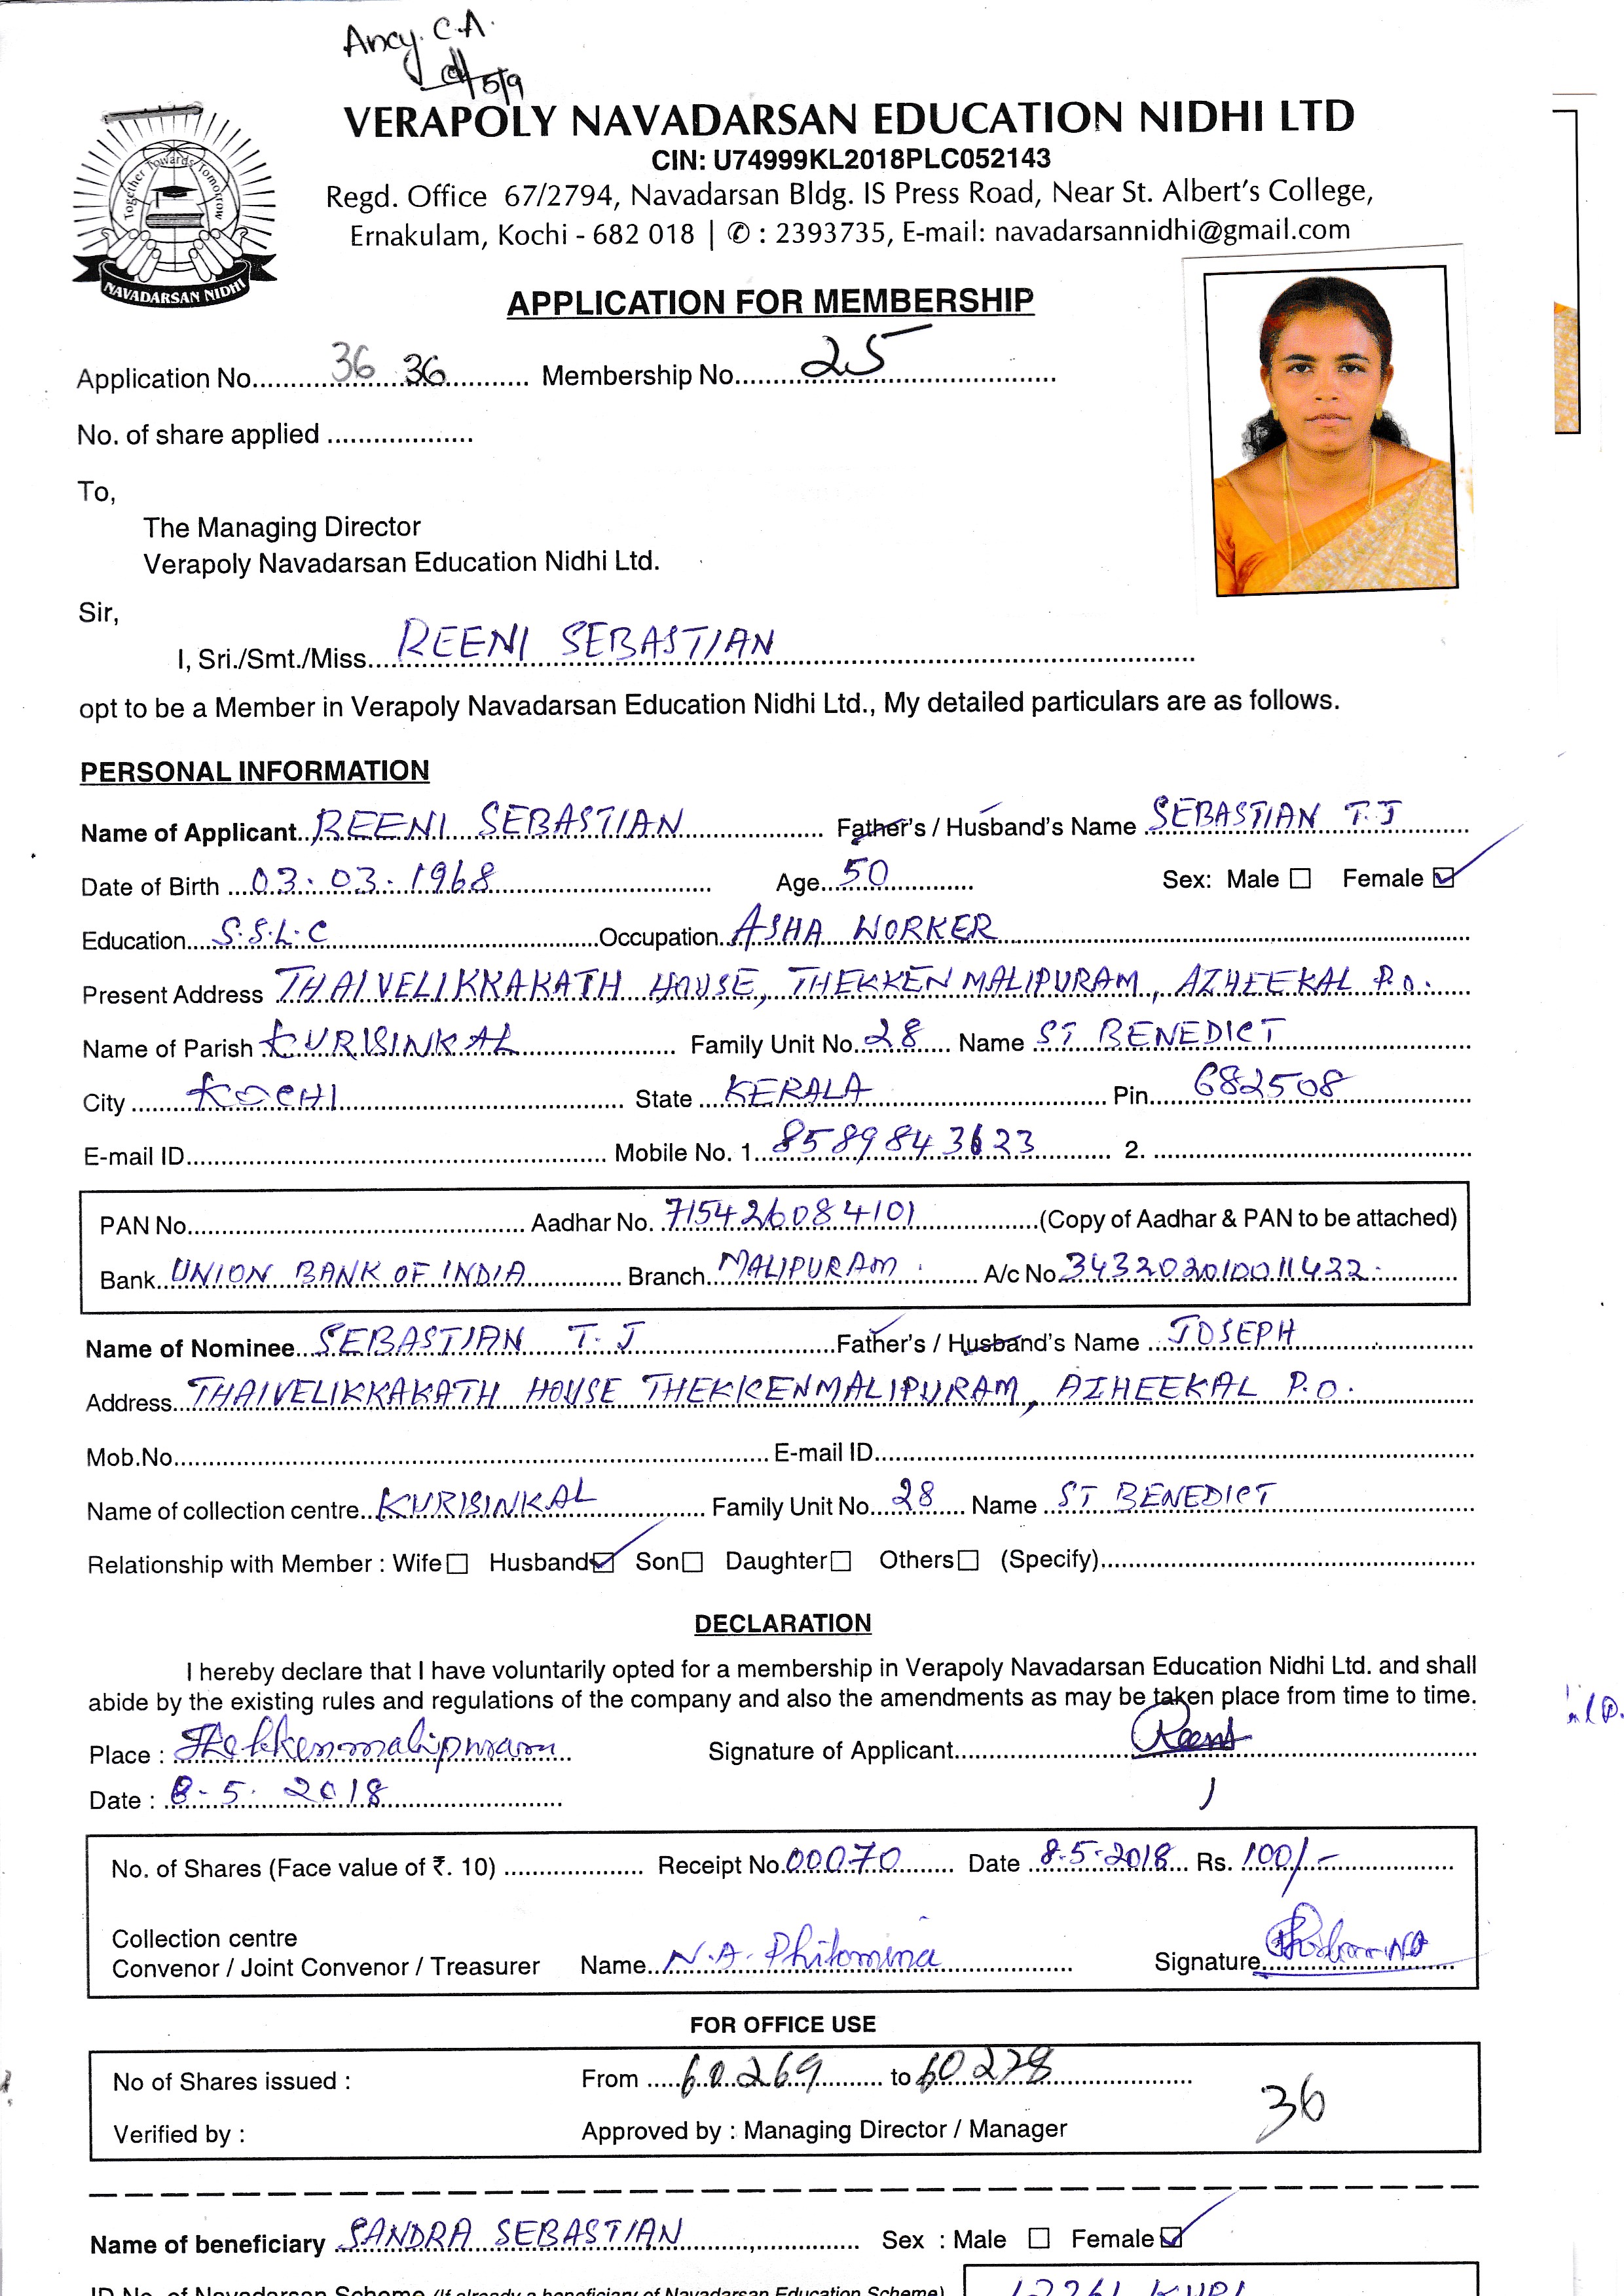 Ancy. C.A.
5/9
Together Towards Tomorrow
NAVADARSAN NIDHI
VERAPOLY NAVADARSAN EDUCATION NIDHI LTD
CIN: U74999KL2018PLC052143
Regd. Office 67/2794, Navadarsan Bldg. IS Press Road, Near St. Albert's College,
Ernakulam, Kochi - 682 018 | ✆ : 2393735, E-mail: navadarsannidhi@gmail.com
APPLICATION FOR MEMBERSHIP
Application No. 36 36 Membership No. 25
No. of share applied
To,
The Managing Director
Verapoly Navadarsan Education Nidhi Ltd.
Sir,
I, Sri./Smt./Miss. REENI SEBASTIAN
opt to be a Member in Verapoly Navadarsan Education Nidhi Ltd., My detailed particulars are as follows.
PERSONAL INFORMATION
Name of Applicant REENI SEBASTIAN Father's / Husband's Name SEBASTIAN T.J
Date of Birth 03.03.1968 Age 50 Sex: Male ☐ Female ☑
Education S.S.L.C Occupation ASHA WORKER
Present Address THAIVELIKKAKATH HOUSE, THEKKEN MALIPURAM, AZHEEKAL P.O.
Name of Parish KURISINKAL Family Unit No. 28 Name ST BENEDICT
City KOCHI State KERALA Pin 682508
E-mail ID Mobile No. 1. 8589843623 2.
PAN No. Aadhar No. 715426084101 (Copy of Aadhar & PAN to be attached)
Bank UNION BANK OF INDIA Branch MALIPURAM A/c No. 343202010011422
Name of Nominee SEBASTIAN T.J Father's / Husband's Name JOSEPH
Address THAIVELIKKAKATH HOUSE THEKKENMALIPURAM, AZHEEKAL P.O.
Mob.No. E-mail ID
Name of collection centre KURISINKAL Family Unit No. 28 Name ST BENEDICT
Relationship with Member : Wife ☐ Husband ☑ Son ☐ Daughter ☐ Others ☐ (Specify)
DECLARATION
I hereby declare that I have voluntarily opted for a membership in Verapoly Navadarsan Education Nidhi Ltd. and shall
abide by the existing rules and regulations of the company and also the amendments as may be taken place from time to time.
Place : Thekkenmalipuram Signature of Applicant Reeni
Date : 8-5-2018
No. of Shares (Face value of ₹. 10) Receipt No. 00070 Date 8-5-2018 Rs. 100/-
Collection centre
Convenor / Joint Convenor / Treasurer Name N.A. Philomina Signature Philomina
FOR OFFICE USE
No of Shares issued : From 60269 to 60278
36
Verified by : Approved by : Managing Director / Manager
Name of beneficiary SANDRA SEBASTIAN Sex : Male ☐ Female ☑
ID No. of Navadarsan Scheme (If already a beneficiary of Navadarsan Education Scheme)